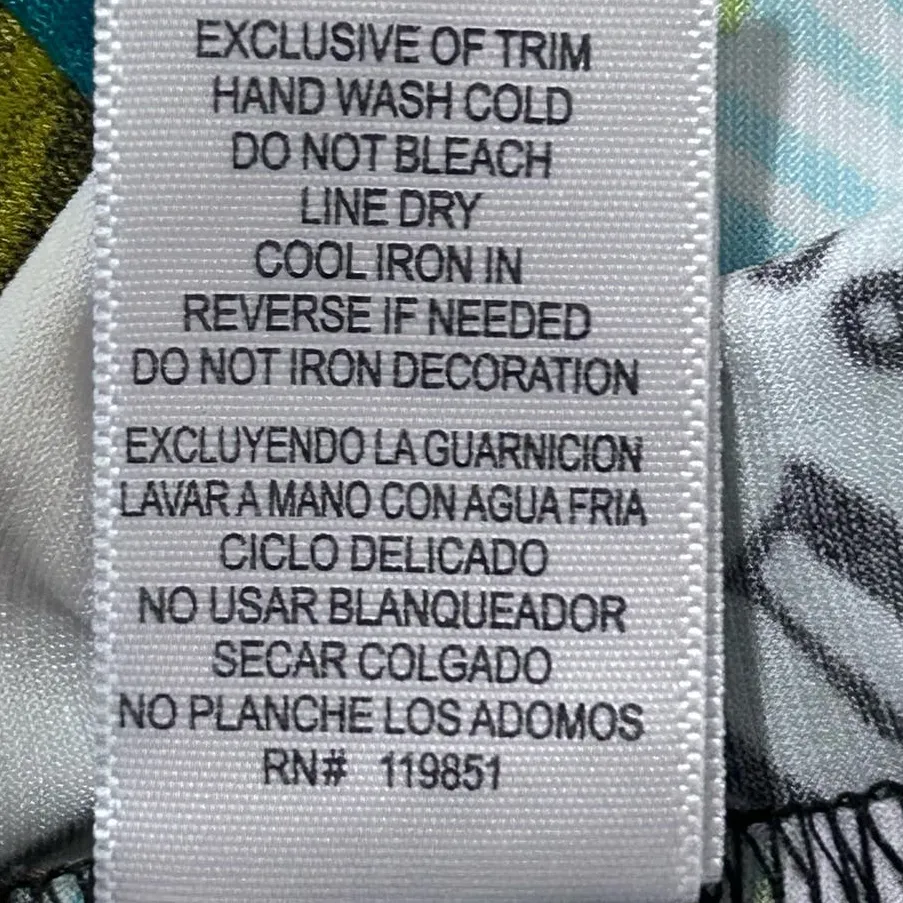 EXCLUSIVE OF TRIM
HAND WASH COLD
DO NOT BLEACH
LINE DRY
COOL IRON IN
REVERSE IF NEEDED
DO NOT IRON DECORATION
EXCLUYENDO LA GUARNICION
LAVAR A MANO CON AGUA FRIA
CICLO DELICADO
NO USAR BLANQUEADOR
SECAR COLGADO
NO PLANCHE LOS ADOMOS
RN# 119851